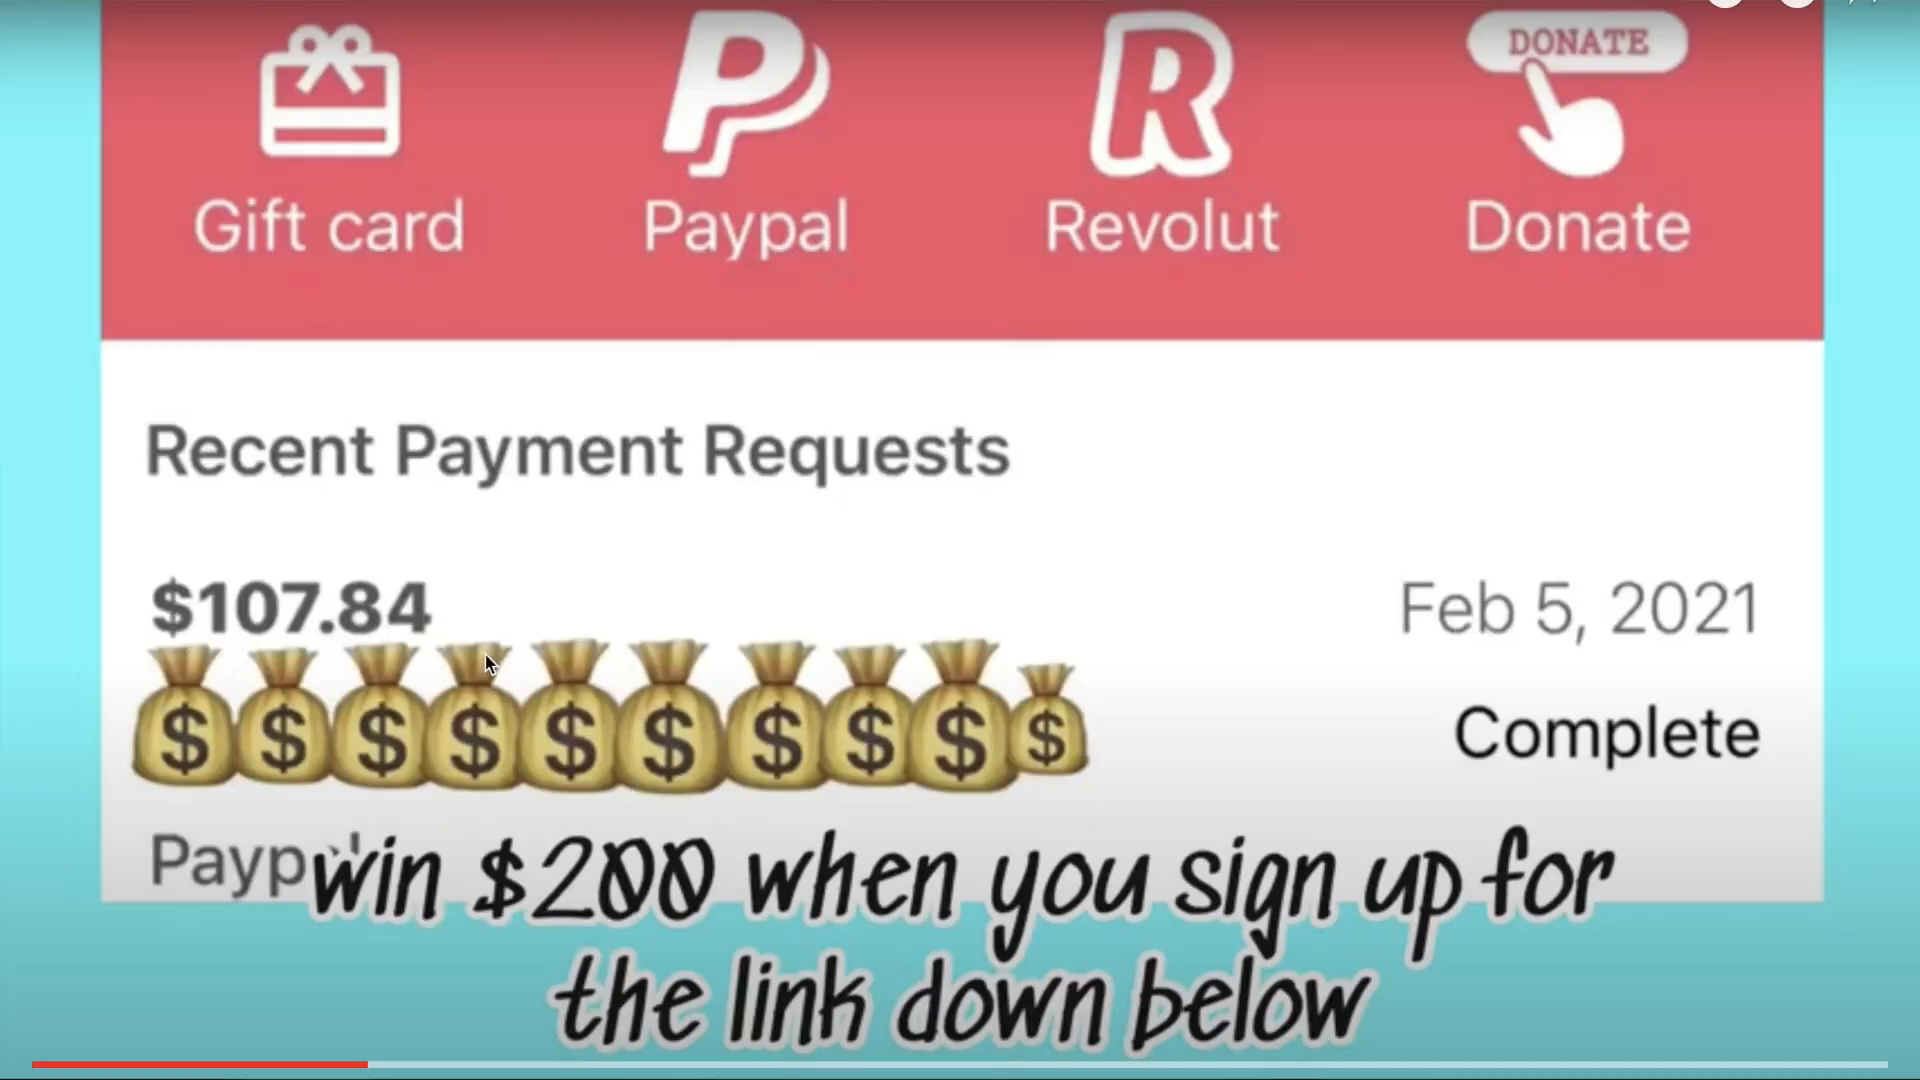 DONATE
Gift card Paypal Revolut Donate
Recent Payment Requests
$107.84 Feb 5, 2021
$ $ $ $ $ $ $ $ $ $
Complete
win $200 when you sign up for
the link down below